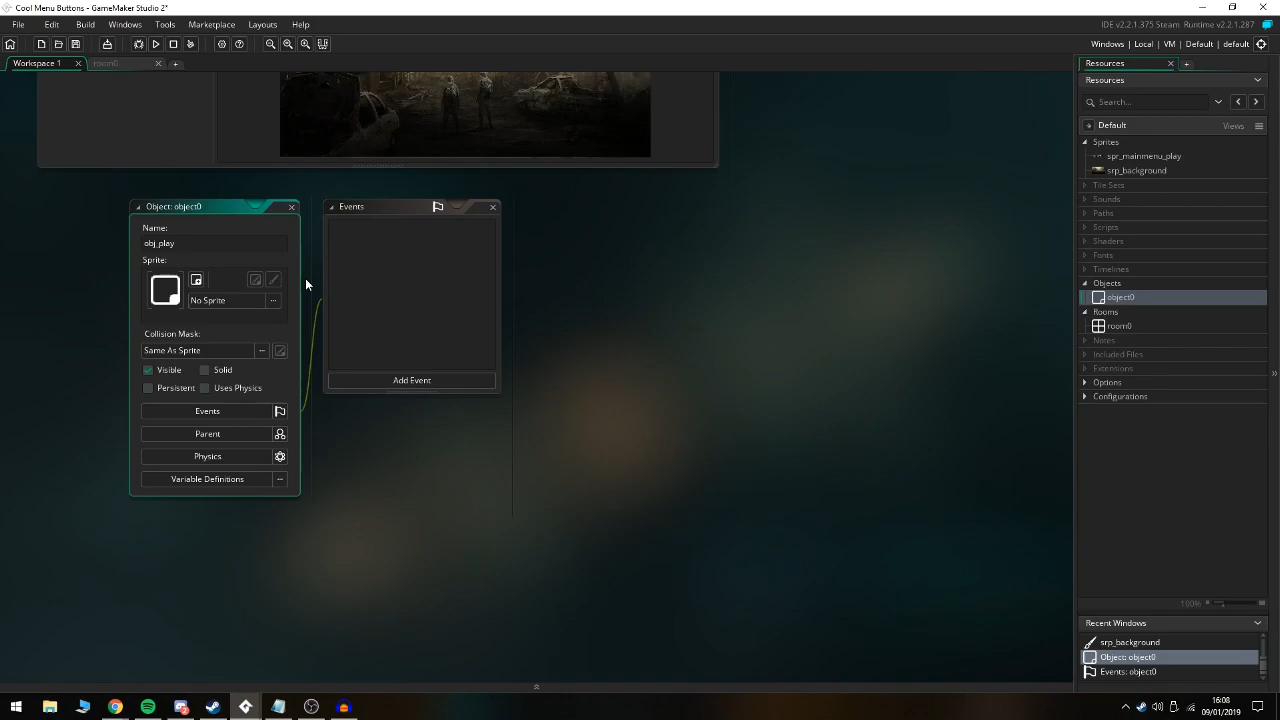 Cool Menu Buttons - GameMaker Studio 2*
File Edit Build Windows Tools Marketplace Layouts Help
IDE v2.2.1.375 Steam Runtime v2.2.1.287
Windows | Local | VM | Default | default
Workspace 1
room0
Resources
Resources
Search...
Default
Views
Sprites
spr_mainmenu_play
srp_background
Tile Sets
Sounds
Paths
Scripts
Shaders
Fonts
Timelines
Objects
object0
Rooms
room0
Notes
Included Files
Extensions
Options
Configurations
100%
Recent Windows
srp_background
Object: object0
Events: object0
Object: object0
Name:
obj_play
Sprite:
No Sprite
Collision Mask:
Same As Sprite
Visible
Solid
Persistent
Uses Physics
Events
Parent
Physics
Variable Definitions
Events
Add Event
16:08
09/01/2019